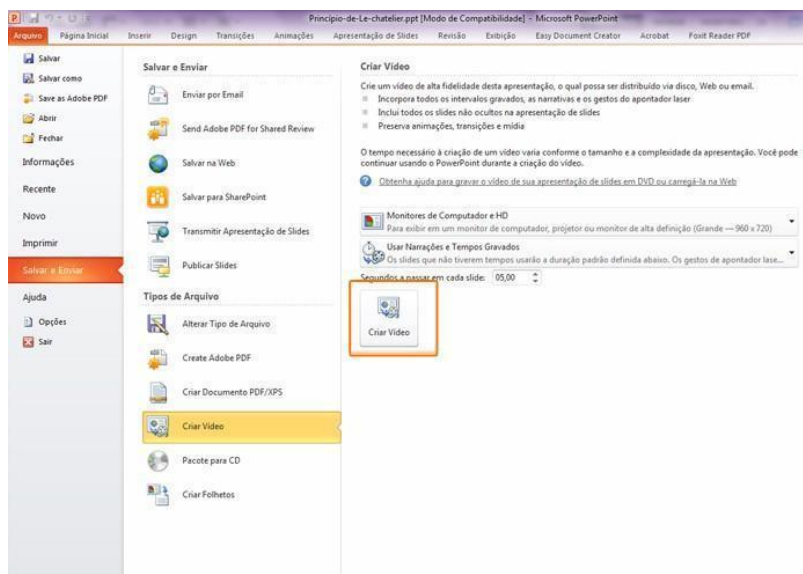 Principio-de-Le-chatelier.ppt [Modo de Compatibilidade] - Microsoft PowerPoint
Arquivo Página Inicial Inserir Design Transições Animações Apresentação de Slides Revisão Exibição Easy Document Creator Acrobat Foxit Reader PDF
Salvar
Salvar como
Save as Adobe PDF
Abrir
Fechar
Informações
Recente
Novo
Imprimir
Salvar e Enviar
Ajuda
Opções
Sair
Salvar e Enviar
Enviar por Email
Send Adobe PDF for Shared Review
Salvar na Web
Salvar para SharePoint
Transmitir Apresentação de Slides
Publicar Slides
Tipos de Arquivo
Alterar Tipo de Arquivo
Create Adobe PDF
Criar Documento PDF/XPS
Criar Vídeo
Pacote para CD
Criar Folhetos
Criar Vídeo
Crie um vídeo de alta fidelidade desta apresentação, o qual possa ser distribuído via disco, Web ou email.
Incorpora todos os intervalos gravados, as narrativas e os gestos do apontador laser
Inclui todos os slides não ocultos na apresentação de slides
Preserva animações, transições e mídia
O tempo necessário à criação de um vídeo varia conforme o tamanho e a complexidade da apresentação. Você pode
continuar usando o PowerPoint durante a criação do vídeo.
Obtenha ajuda para gravar o vídeo de sua apresentação de slides em DVD ou carregá-la na Web
Monitores de Computador e HD
Para exibir em um monitor de computador, projetor ou monitor de alta definição (Grande — 960 x 720)
Usar Narrações e Tempos Gravados
Os slides que não tiverem tempos usarão a duração padrão definida abaixo. Os gestos de apontador lase...
Segundos a passar em cada slide: 05,00
Criar Vídeo